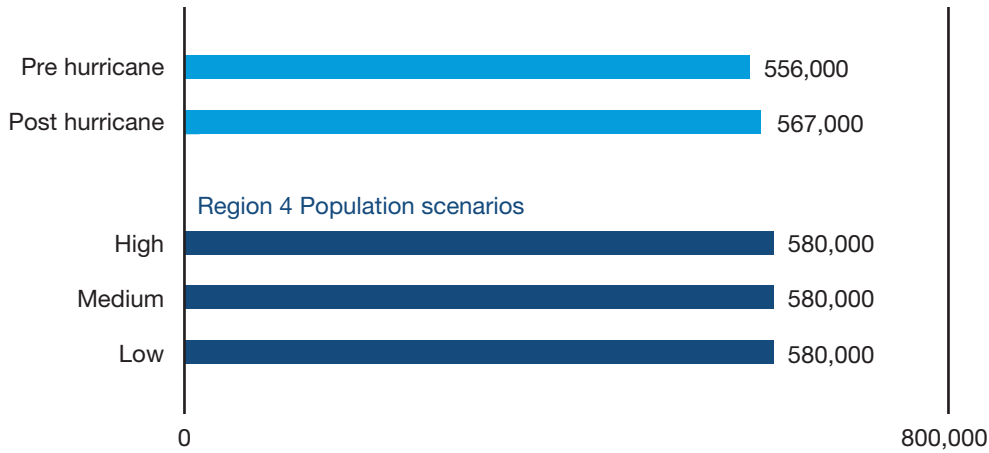 Pre hurricane 556,000
Post hurricane 567,000
Region 4 Population scenarios
High 580,000
Medium 580,000
Low 580,000
0 800,000